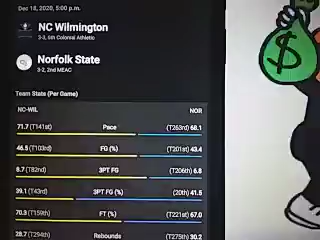 Dec 18, 2020, 5:00 p.m.
NC Wilmington
3-3, 6th Colonial Athletic
Norfolk State
3-2, 2nd MEAC
Team Stats (Per Game)
NC-WIL NOR
71.7 (T141st) Pace (T263rd) 68.1
46.5 (T103rd) FG (%) (T201st) 43.4
8.7 (T82nd) 3PT FG (T206th) 6.8
39.1 (T43rd) 3PT FG (%) (20th) 41.5
70.3 (T159th) FT (%) (T221st) 67.0
28.7 (T294th) Rebounds (T275th) 30.2
$